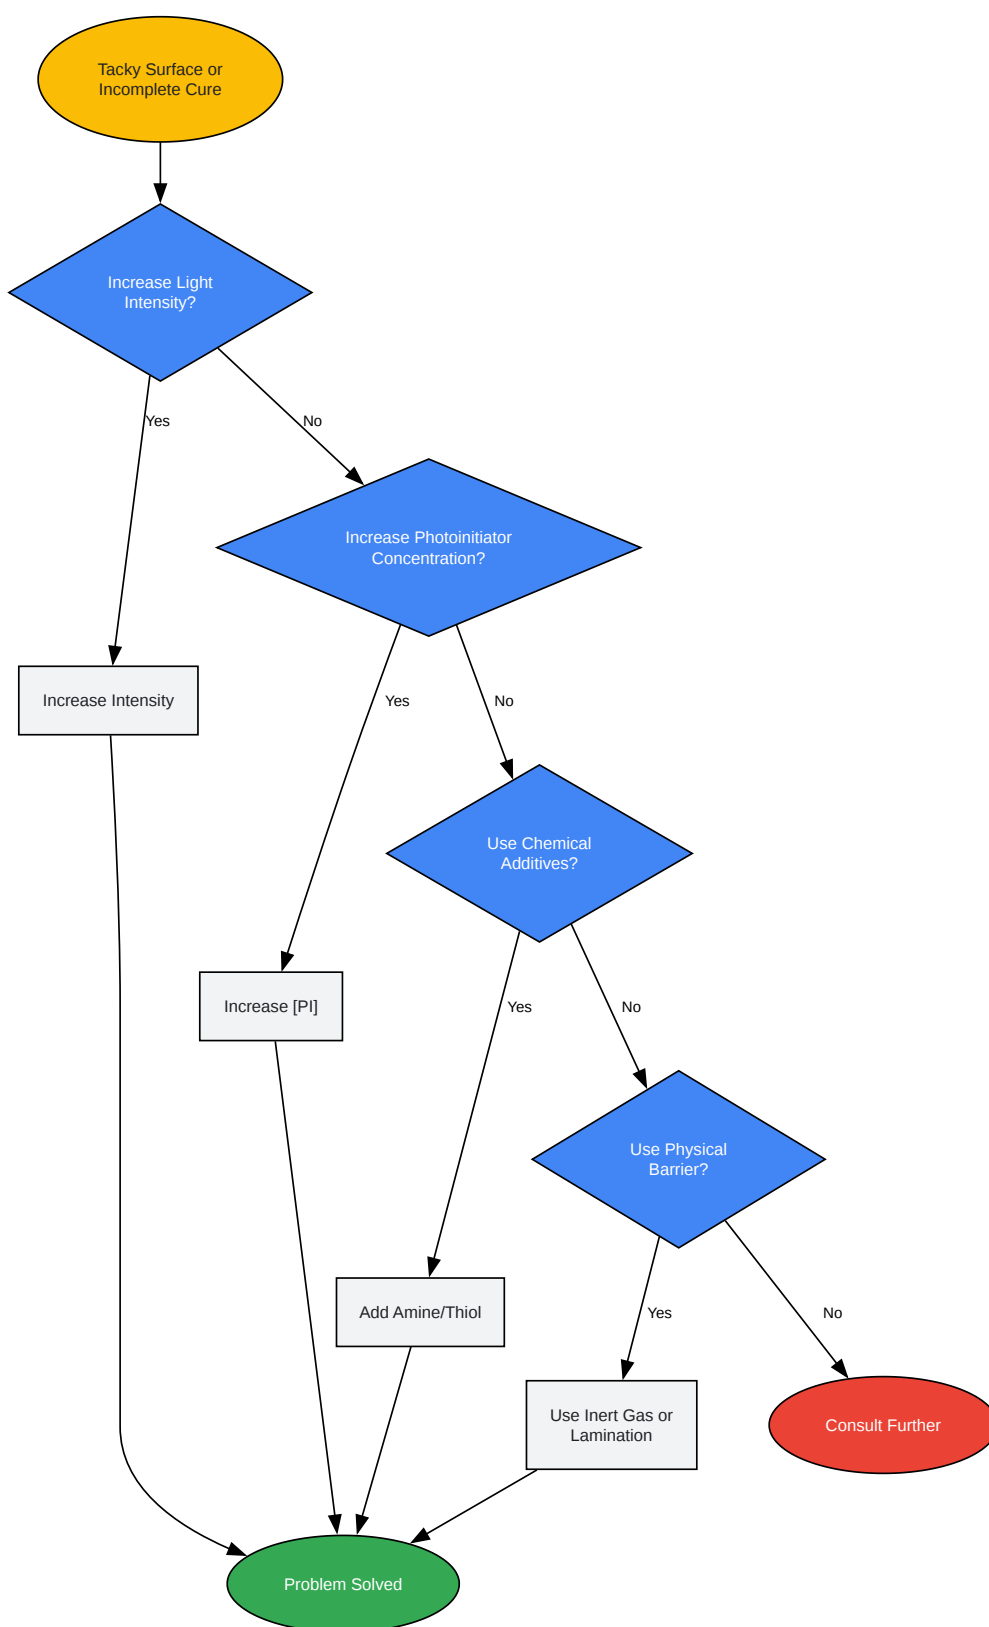 Tacky Surface or
Incomplete Cure
Increase Light
Intensity?
Yes
No
Increase Photoinitiator
Concentration?
Increase Intensity
Yes
No
Use Chemical
Additives?
Increase [PI]
Yes
No
Use Physical
Barrier?
Add Amine/Thiol
Yes
No
Use Inert Gas or
Lamination
Consult Further
Problem Solved